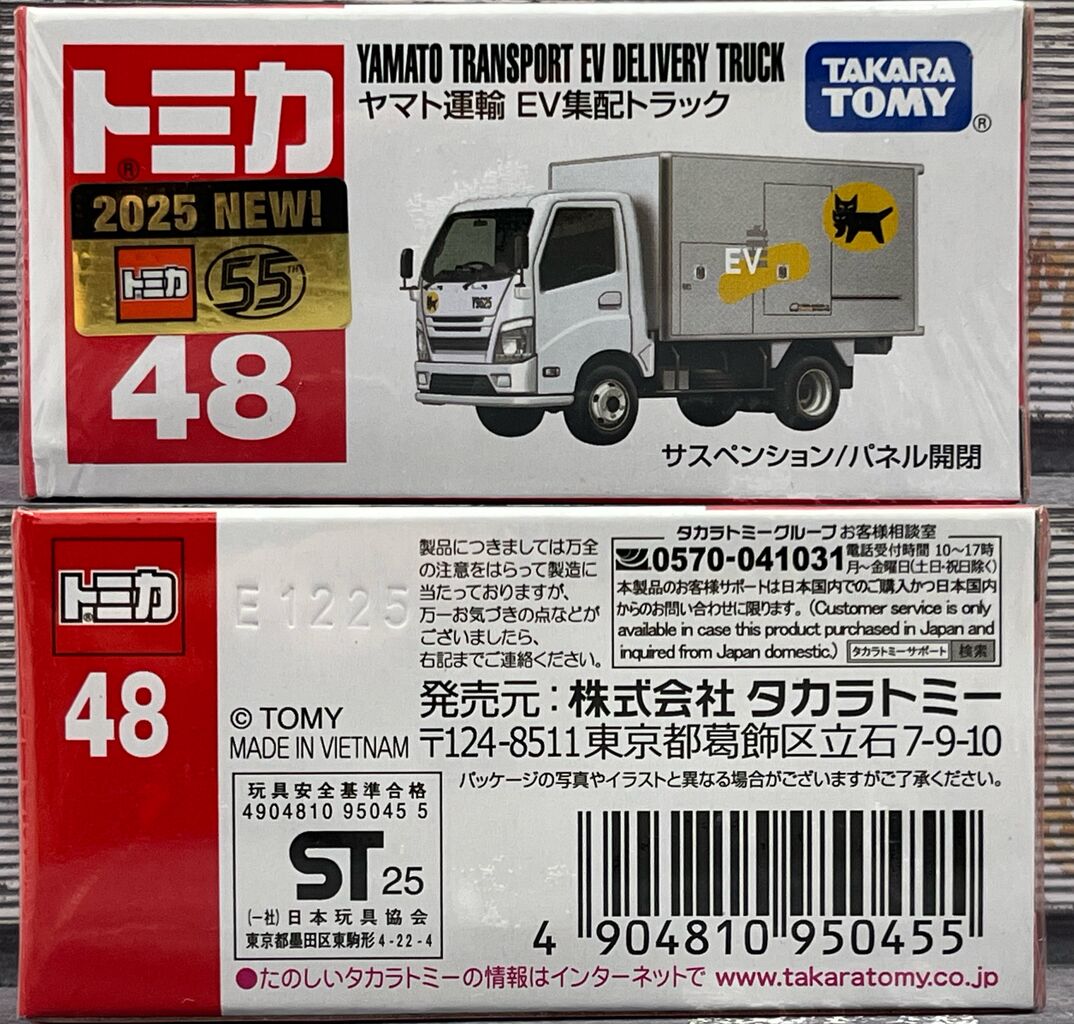 トミカ®
YAMATO TRANSPORT EV DELIVERY TRUCK
ヤマト運輸 EV集配トラック
TAKARA
TOMY®
2025 NEW!
トミカ 55TH
48
EV
サスペンション/パネル開閉
トミカ®
48
E 1225
© TOMY
MADE IN VIETNAM
製品につきましては万全
の注意をはらって製造に
当たっておりますが、
万一お気づきの点などが
ございましたら、
右記までご連絡ください。
タカラトミーグループ お客様相談室
0570-041031 電話受付時間 10〜17時
月〜金曜日(土日・祝日除く)
本製品のお客様サポートは日本国内でのご購入かつ日本国内
からのお問い合わせに限ります。(Customer service is only
available in case this product purchased in Japan and
inquired from Japan domestic.) タカラトミーサポート 検索
発売元:株式会社 タカラトミー
〒124-8511 東京都葛飾区立石 7-9-10
パッケージの写真やイラストと異なる場合がございますがご了承ください。
玩具安全基準合格
4904810 95045 5
ST 25
(一社)日本玩具協会
東京都墨田区東駒形 4-22-4
4 904810 950455
●たのしいタカラトミーの情報はインターネットで www.takaratomy.co.jp